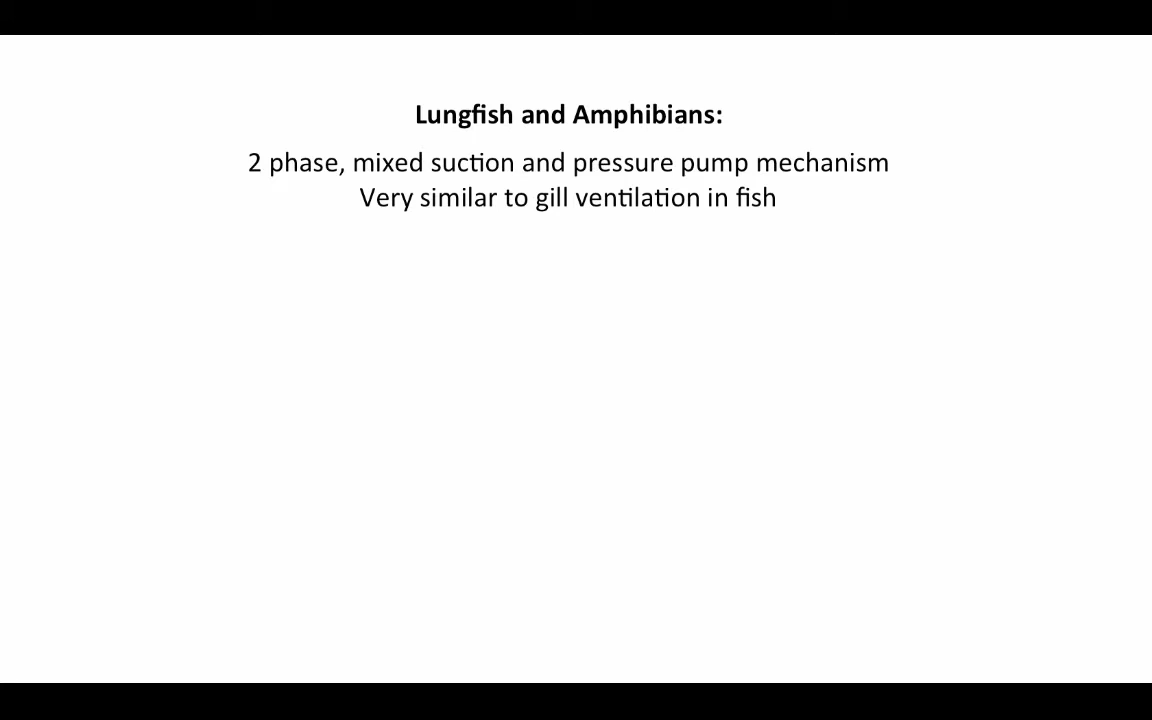 Lungfish and Amphibians:
2 phase, mixed suction and pressure pump mechanism
Very similar to gill ventilation in fish